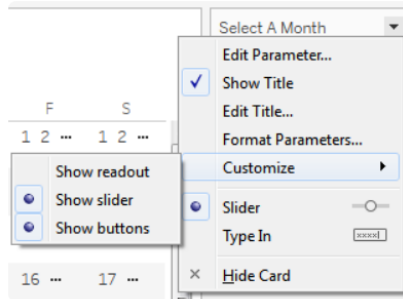 Select A Month
Edit Parameter...
Show Title
Edit Title...
Format Parameters...
Customize
Slider
Type In
Hide Card
F S
1 2 ··· 1 2 ···
Show readout
Show slider
Show buttons
16 ··· 17 ···